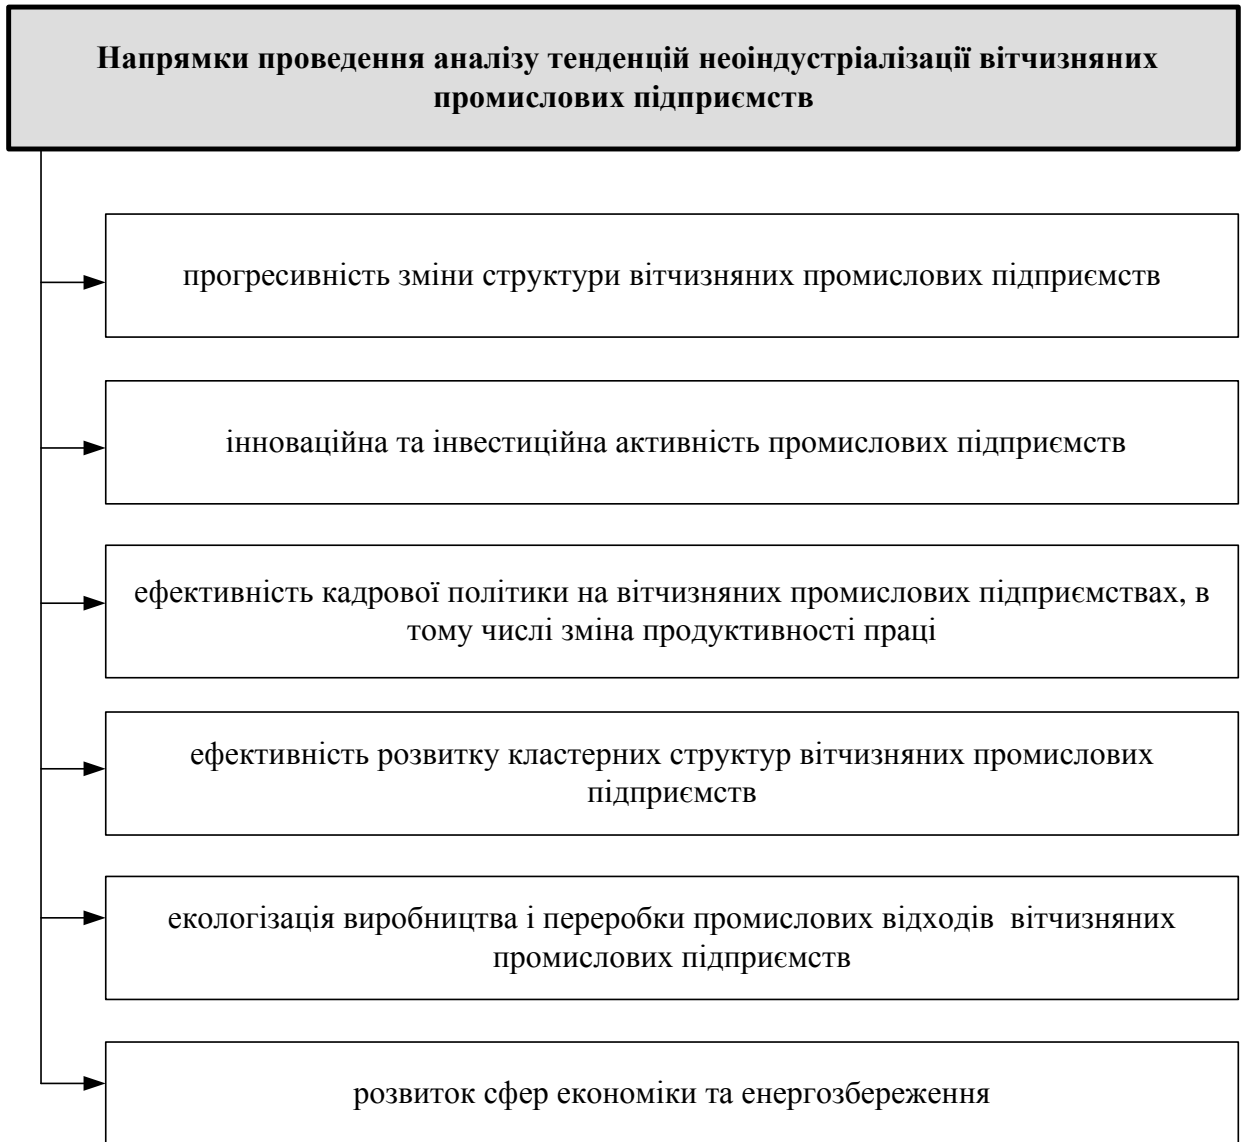 Напрямки проведення аналізу тенденцій неоіндустріалізації вітчизняних
промислових підприємств
прогресивність зміни структури вітчизняних промислових підприємств
інноваційна та інвестиційна активність промислових підприємств
ефективність кадрової політики на вітчизняних промислових підприємствах, в
тому числі зміна продуктивності праці
ефективність розвитку кластерних структур вітчизняних промислових
підприємств
екологізація виробництва і переробки промислових відходів  вітчизняних
промислових підприємств
розвиток сфер економіки та енергозбереження